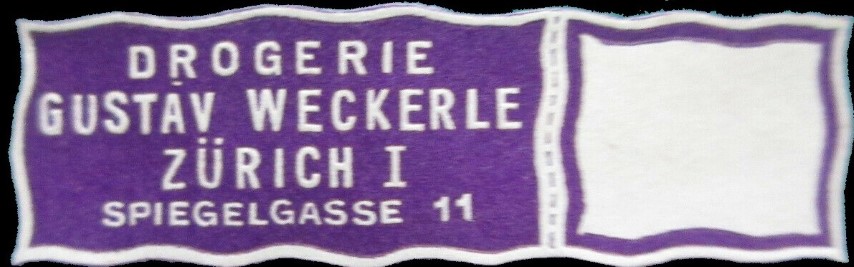 DROGERIE
GUSTAV WECKERLE
ZÜRICH I
SPIEGELGASSE 11